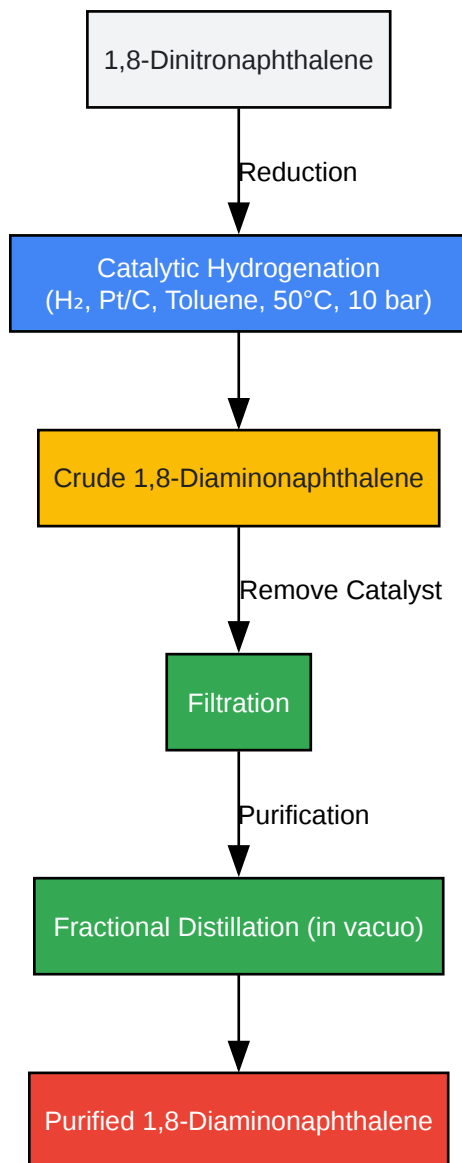 1,8-Dinitronaphthalene
Reduction
Catalytic Hydrogenation
(H₂, Pt/C, Toluene, 50°C, 10 bar)
Crude 1,8-Diaminonaphthalene
Remove Catalyst
Filtration
Purification
Fractional Distillation (in vacuo)
Purified 1,8-Diaminonaphthalene